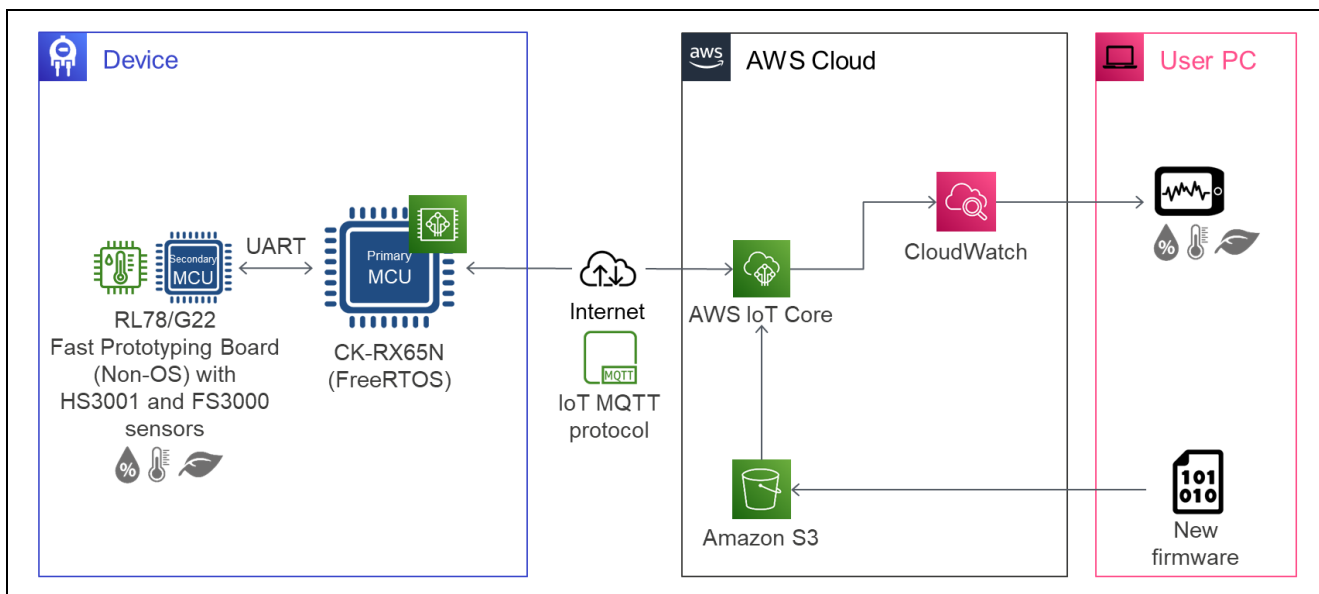 Device
Secondary
MCU
UART
Primary
MCU
RL78/G22
Fast Prototyping Board
(Non-OS) with
HS3001 and FS3000
sensors
%
CK-RX65N
(FreeRTOS)
Internet
MQTT
IoT MQTT
protocol
aws
AWS Cloud
CloudWatch
AWS IoT Core
Amazon S3
User PC
%
101
010
New
firmware